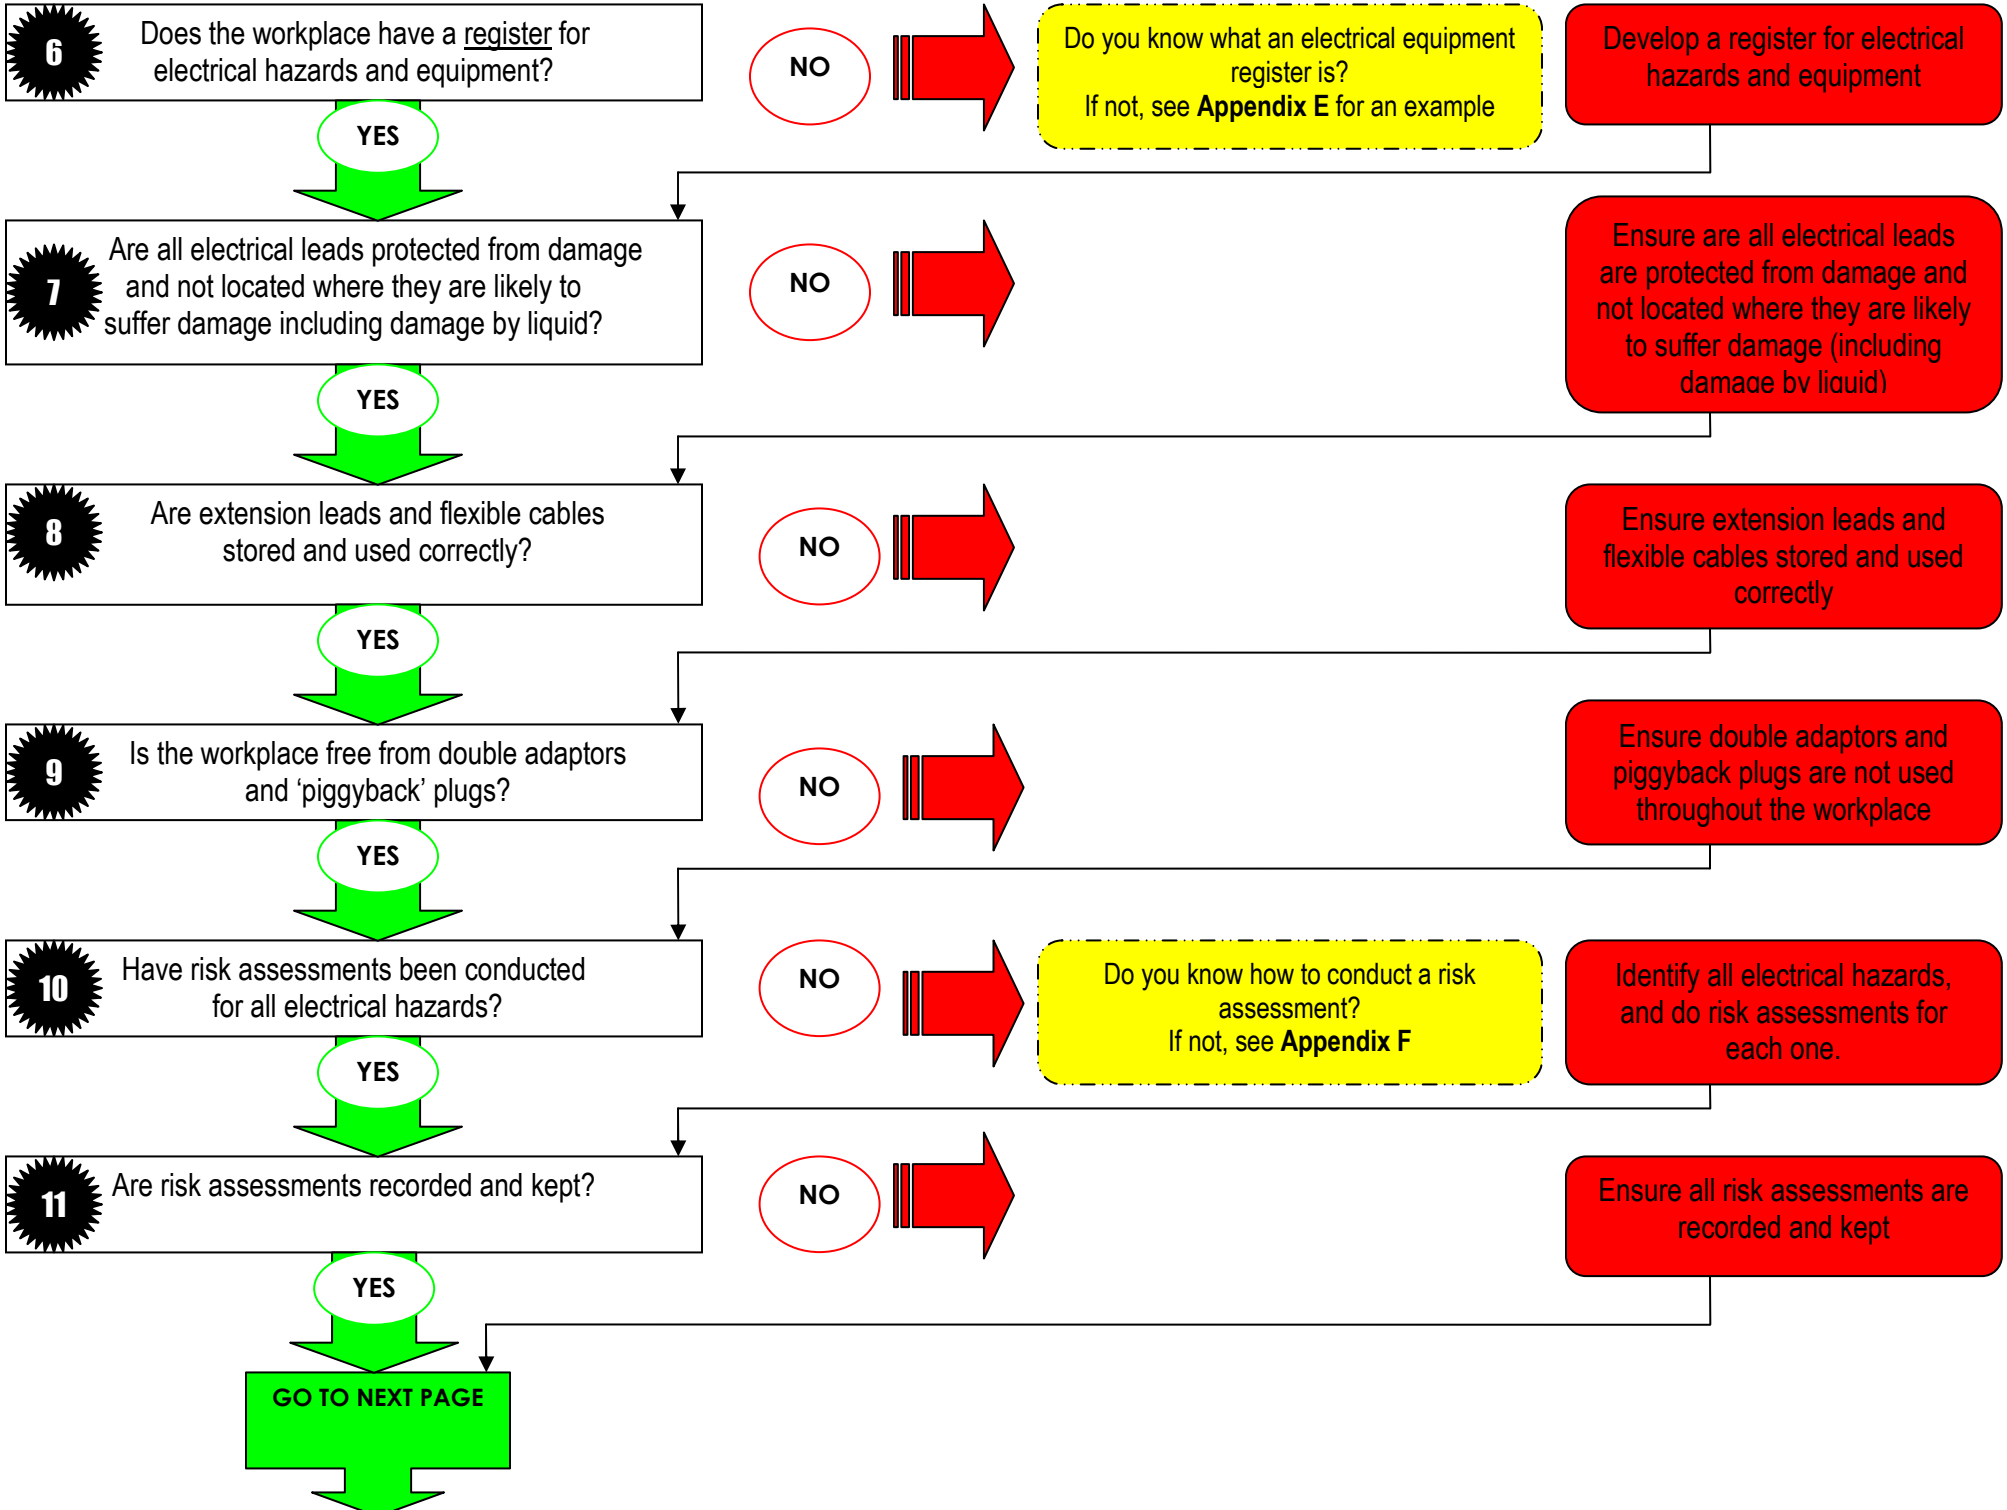 6
Does the workplace have a register for
electrical hazards and equipment?
NO
Do you know what an electrical equipment
register is?
If not, see Appendix E for an example
Develop a register for electrical
hazards and equipment
YES
7
Are all electrical leads protected from damage
and not located where they are likely to
suffer damage including damage by liquid?
NO
Ensure are all electrical leads
are protected from damage and
not located where they are likely
to suffer damage (including
damage by liquid)
YES
8
Are extension leads and flexible cables
stored and used correctly?
NO
Ensure extension leads and
flexible cables stored and used
correctly
YES
9
Is the workplace free from double adaptors
and ‘piggyback’ plugs?
NO
Ensure double adaptors and
piggyback plugs are not used
throughout the workplace
YES
10
Have risk assessments been conducted
for all electrical hazards?
NO
Do you know how to conduct a risk
assessment?
If not, see Appendix F
Identify all electrical hazards,
and do risk assessments for
each one.
YES
11
Are risk assessments recorded and kept?
NO
Ensure all risk assessments are
recorded and kept
YES
GO TO NEXT PAGE